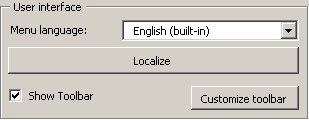 User interface
Menu language: English (built-in)
Localize
Show Toolbar Customize toolbar